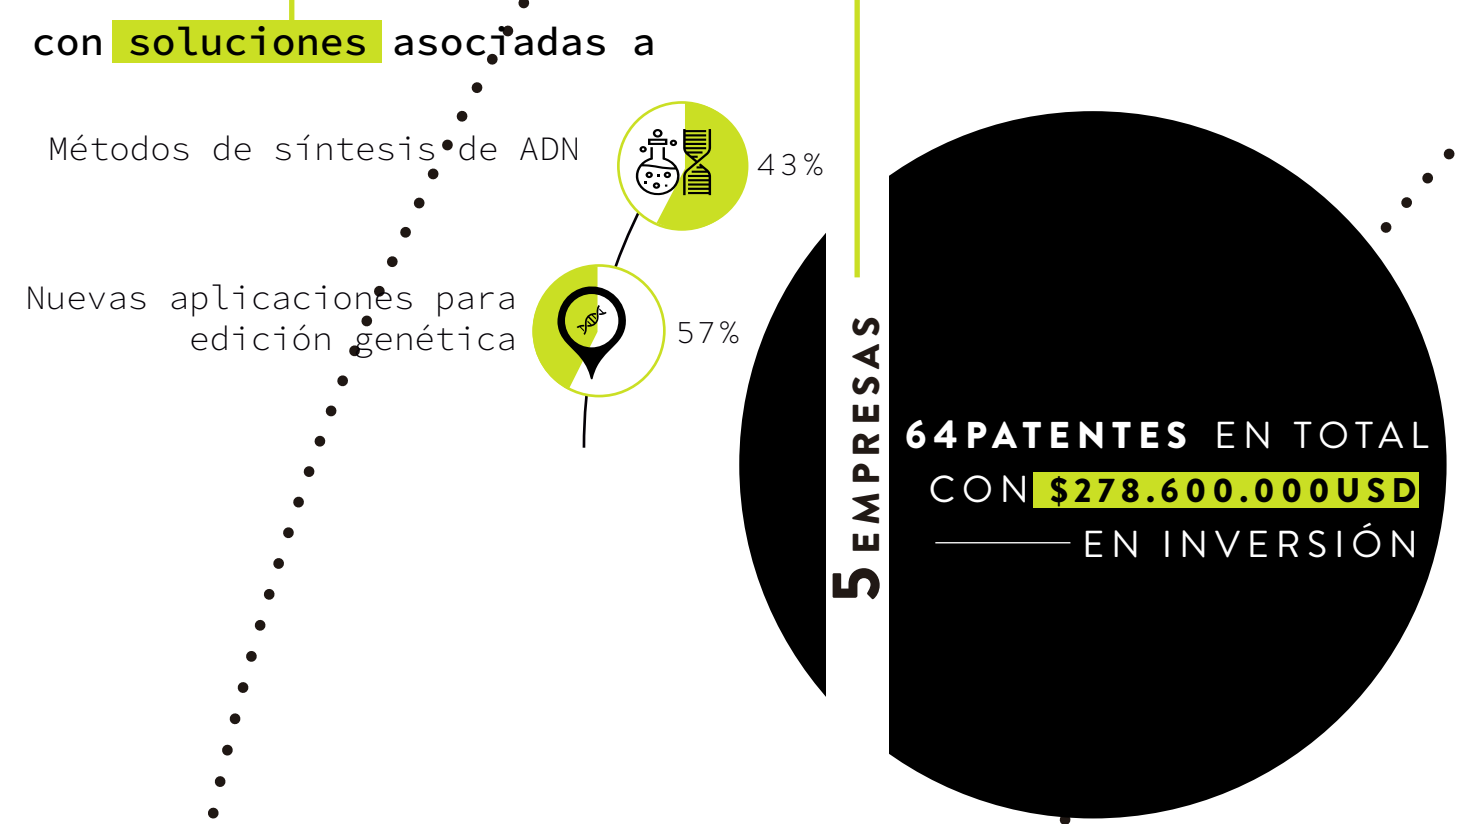 con soluciones asociadas a
Métodos de síntesis de ADN
43%
Nuevas aplicaciones para
edición genética
57%
5 EMPRESAS
64PATENTES EN TOTAL
CON $278.600.000USD
EN INVERSIÓN